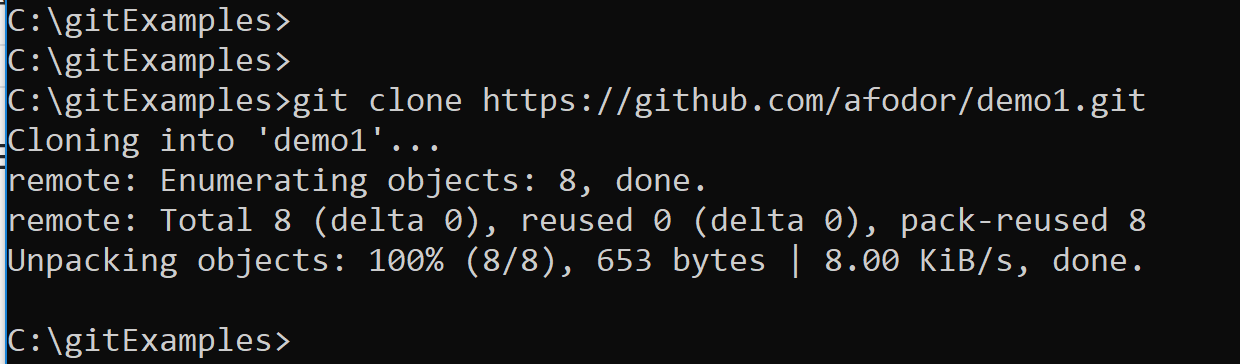 C:\gitExamples>
C:\gitExamples>
C:\gitExamples>git clone https://github.com/afodor/demo1.git
Cloning into 'demo1'...
remote: Enumerating objects: 8, done.
remote: Total 8 (delta 0), reused 0 (delta 0), pack-reused 8
Unpacking objects: 100% (8/8), 653 bytes | 8.00 KiB/s, done.
C:\gitExamples>